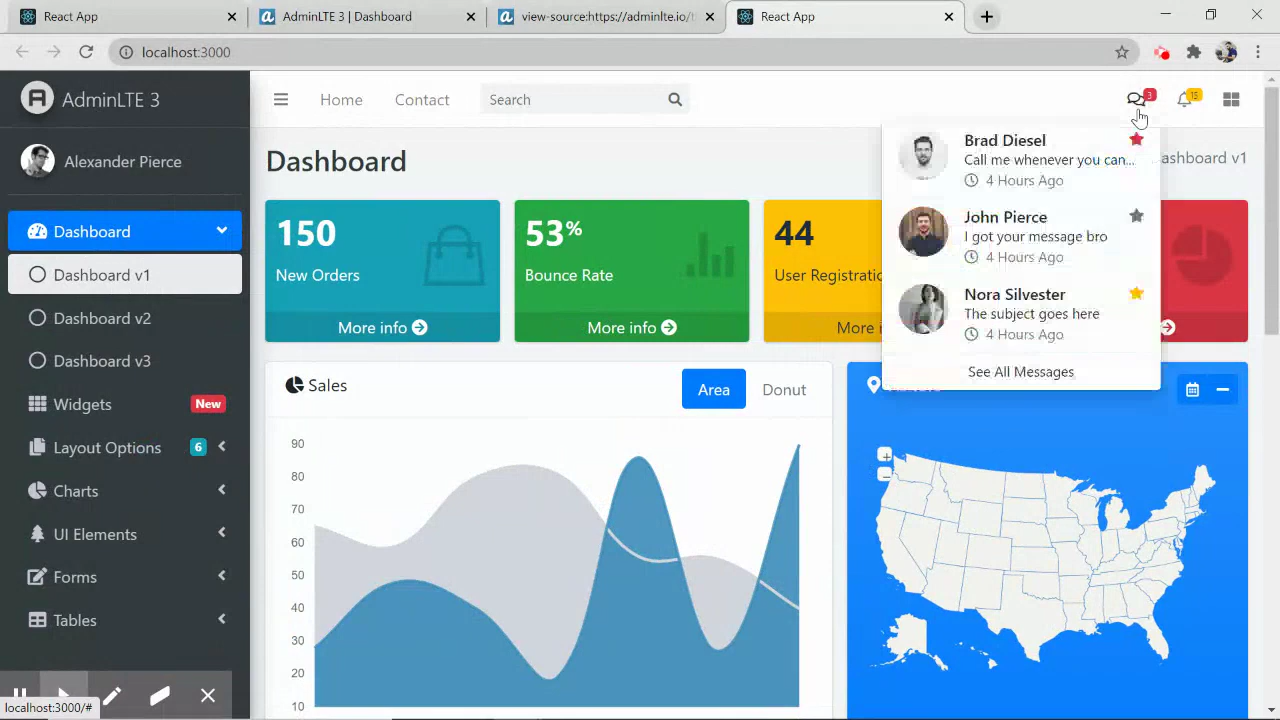 React App
AdminLTE 3 | Dashboard
view-source:https://adminlte.io/t
React App
localhost:3000
AdminLTE 3
Home
Contact
Search
3
15
Alexander Pierce
Dashboard
ashboard v1
Brad Diesel
Call me whenever you can...
4 Hours Ago
John Pierce
I got your message bro
4 Hours Ago
Nora Silvester
The subject goes here
4 Hours Ago
See All Messages
Dashboard
Dashboard v1
Dashboard v2
Dashboard v3
Widgets
New
Layout Options
6
Charts
UI Elements
Forms
Tables
150
New Orders
More info
53%
Bounce Rate
More info
44
User Registratio
More i
Sales
Area
Donut
90
80
70
60
50
40
30
20
10
+
−
localhost:3000/#